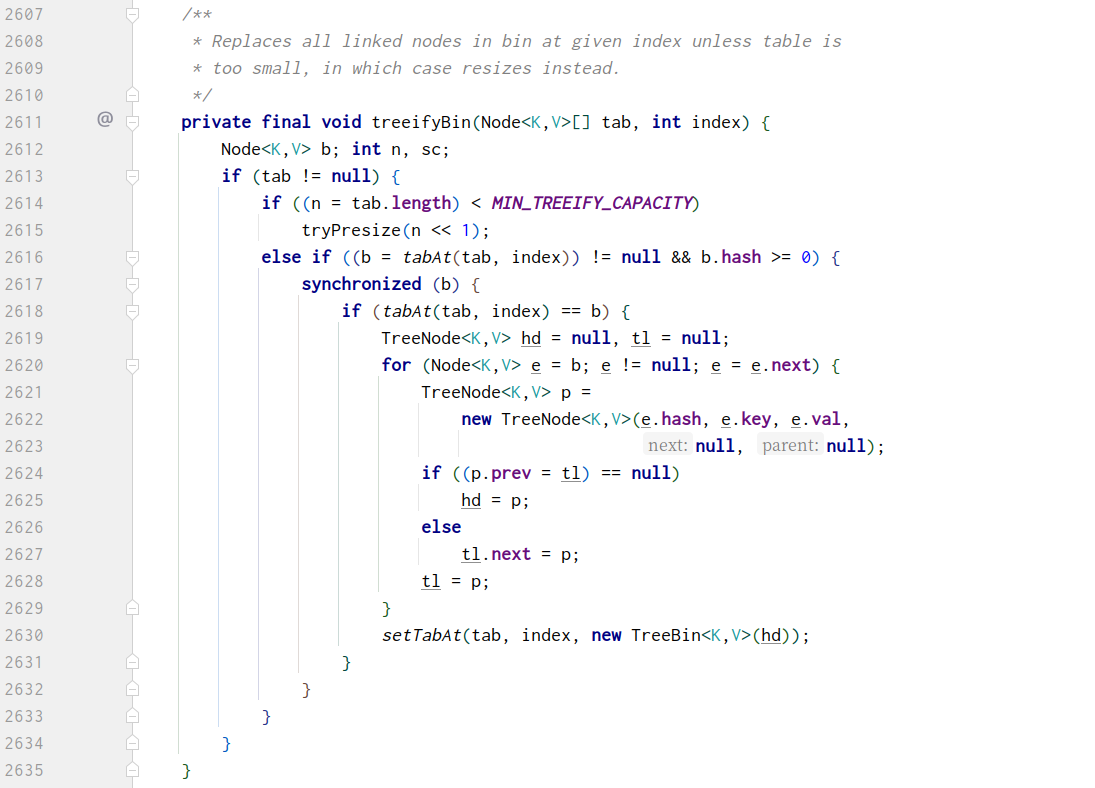 2607 /**
2608 * Replaces all linked nodes in bin at given index unless table is
2609 * too small, in which case resizes instead.
2610 */
2611 @ private final void treeifyBin(Node<K,V>[] tab, int index) {
2612 Node<K,V> b; int n, sc;
2613 if (tab != null) {
2614 if ((n = tab.length) < MIN_TREEIFY_CAPACITY)
2615 tryPresize(n << 1);
2616 else if ((b = tabAt(tab, index)) != null && b.hash >= 0) {
2617 synchronized (b) {
2618 if (tabAt(tab, index) == b) {
2619 TreeNode<K,V> hd = null, tl = null;
2620 for (Node<K,V> e = b; e != null; e = e.next) {
2621 TreeNode<K,V> p =
2622 new TreeNode<K,V>(e.hash, e.key, e.val,
2623 next: null, parent: null);
2624 if ((p.prev = tl) == null)
2625 hd = p;
2626 else
2627 tl.next = p;
2628 tl = p;
2629 }
2630 setTabAt(tab, index, new TreeBin<K,V>(hd));
2631 }
2632 }
2633 }
2634 }
2635 }